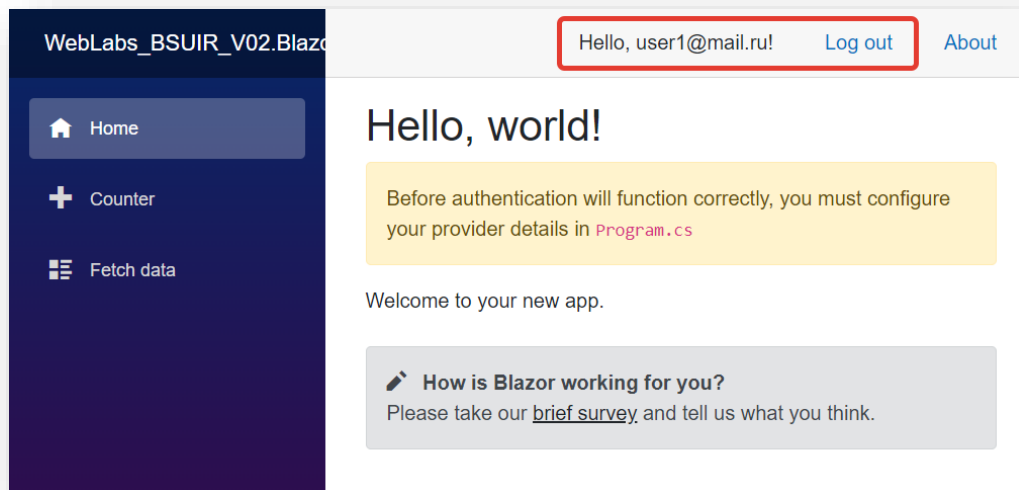 WebLabs_BSUIR_V02.Blazo
Hello, user1@mail.ru! Log out About
Home
Counter
Fetch data
Hello, world!
Before authentication will function correctly, you must configure
your provider details in Program.cs
Welcome to your new app.
How is Blazor working for you?
Please take our brief survey and tell us what you think.